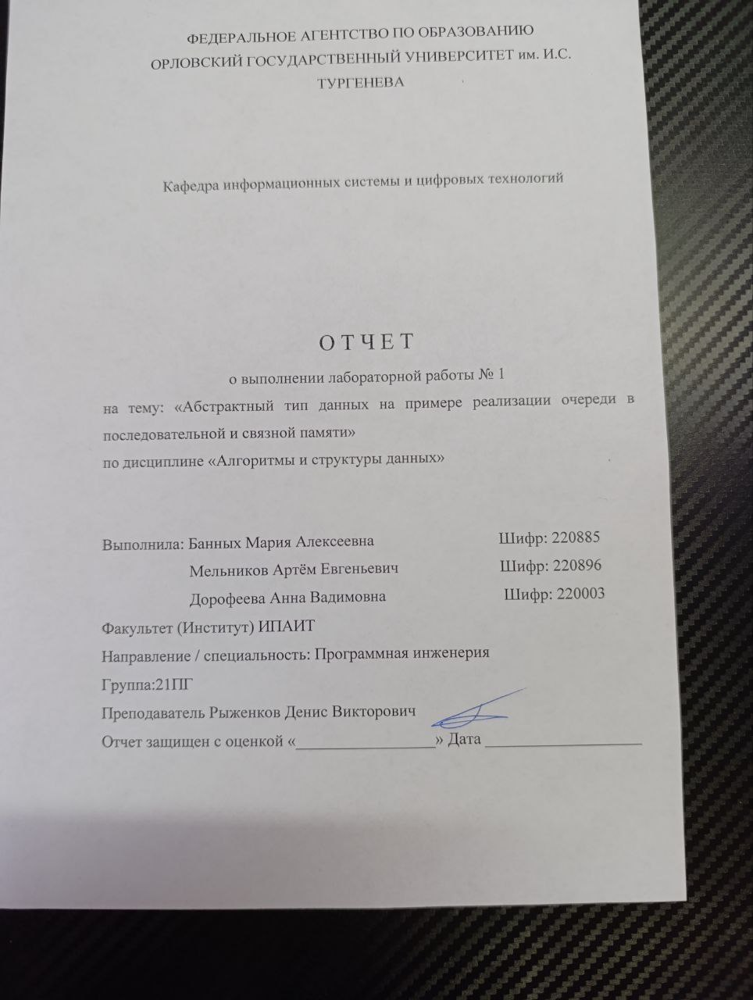 ФЕДЕРАЛЬНОЕ АГЕНТСТВО ПО ОБРАЗОВАНИЮ
ОРЛОВСКИЙ ГОСУДАРСТВЕННЫЙ УНИВЕРСИТЕТ им. И.С.
ТУРГЕНЕВА
Кафедра информационных системы и цифровых технологий
О Т Ч Е Т
о выполнении лабораторной работы № 1
на тему: «Абстрактный тип данных на примере реализации очереди в
последовательной и связной памяти»
по дисциплине «Алгоритмы и структуры данных»
Выполнила: Банных Мария Алексеевна Шифр: 220885
Мельников Артём Евгеньевич Шифр: 220896
Дорофеева Анна Вадимовна Шифр: 220003
Факультет (Институт) ИПАИТ
Направление / специальность: Программная инженерия
Группа:21ПГ
Преподаватель Рыженков Денис Викторович
Отчет защищен с оценкой «__________________» Дата ____________________